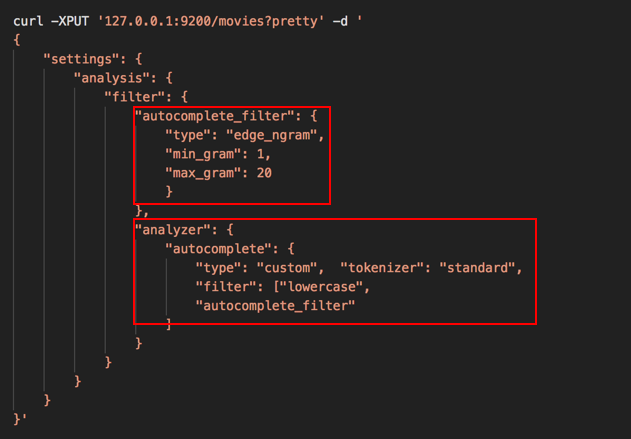 curl -XPUT '127.0.0.1:9200/movies?pretty' -d '
{
    "settings": {
        "analysis": {
            "filter": {
                "autocomplete_filter": {
                    "type": "edge_ngram",
                    "min_gram": 1,
                    "max_gram": 20
                    }
                },
                "analyzer": {
                    "autocomplete": {
                        "type": "custom",  "tokenizer": "standard",
                        "filter": ["lowercase",
                        "autocomplete_filter"
                    ]
                }
            }
        }
    }
}'